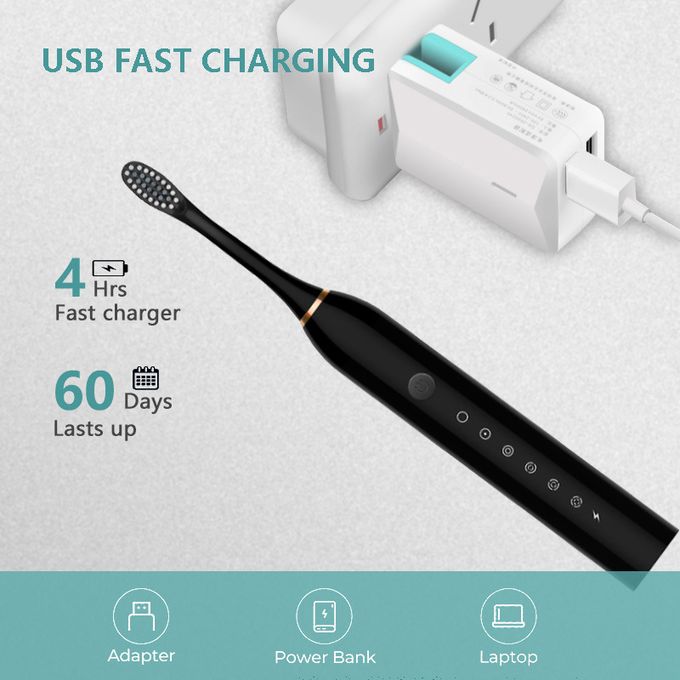 USB FAST CHARGING
4 Hrs
Fast charger
60 Days
Lasts up
Adapter
Power Bank
Laptop